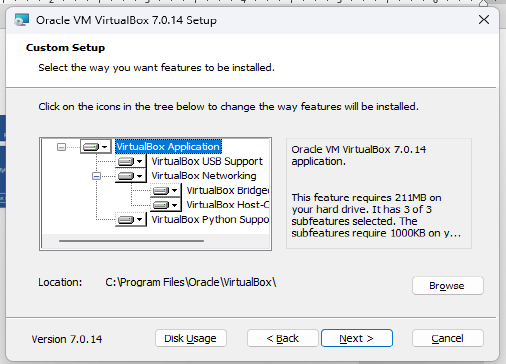 Oracle VM VirtualBox 7.0.14 Setup
Custom Setup
Select the way you want features to be installed.
Click on the icons in the tree below to change the way features will be installed.
VirtualBox Application
VirtualBox USB Support
VirtualBox Networking
VirtualBox Bridge
VirtualBox Host-O
VirtualBox Python Suppo
Oracle VM VirtualBox 7.0.14
application.
This feature requires 211MB on
your hard drive. It has 3 of 3
subfeatures selected. The
subfeatures require 1000KB on y...
Location: C:\Program Files\Oracle\VirtualBox\
Browse
Version 7.0.14
Disk Usage
< Back
Next >
Cancel